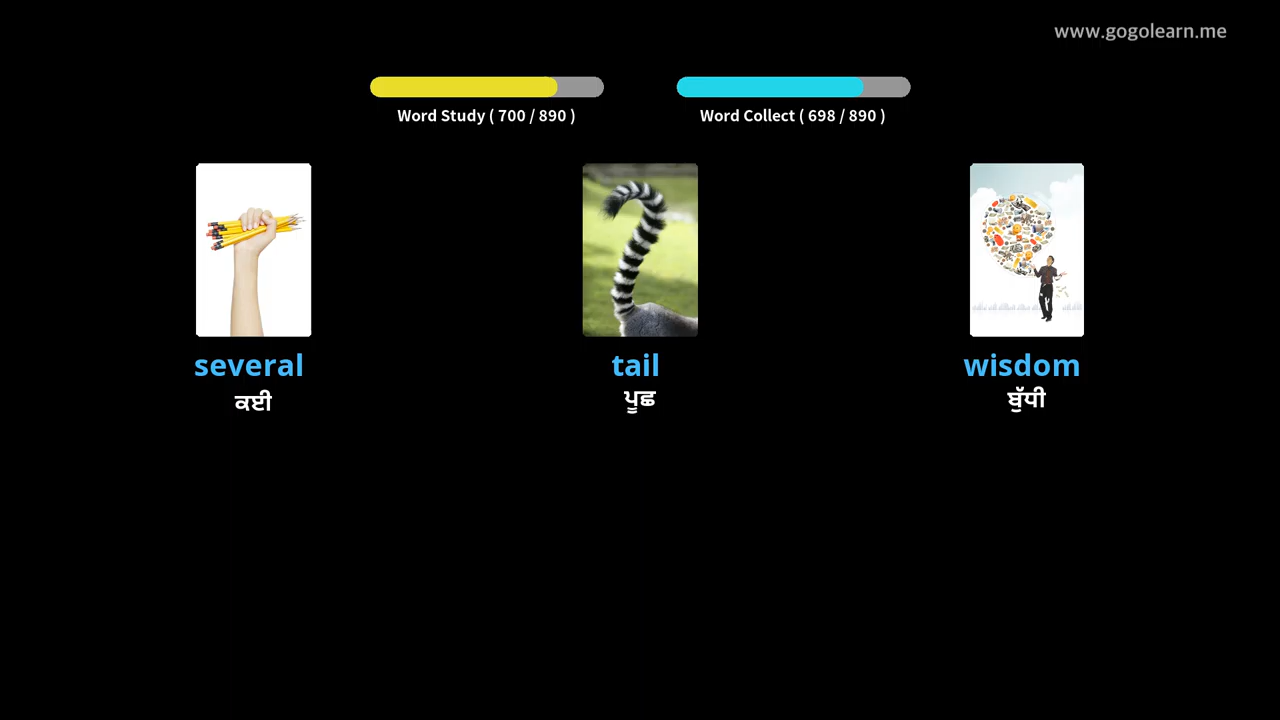 www.gogolearn.me
Word Study ( 700 / 890 )
Word Collect ( 698 / 890 )
several
tail
wisdom
ਕਈ
ਪੂਛ
ਬੁੱਧੀ